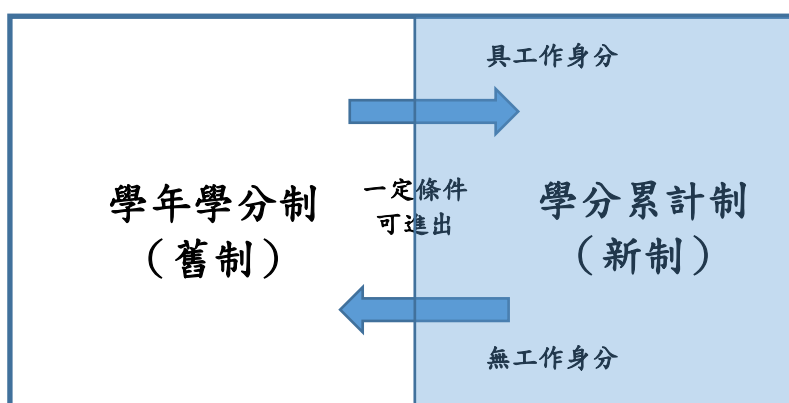 具工作身分
學年學分制
（舊制）
一定條件
可進出
學分累計制
（新制）
無工作身分